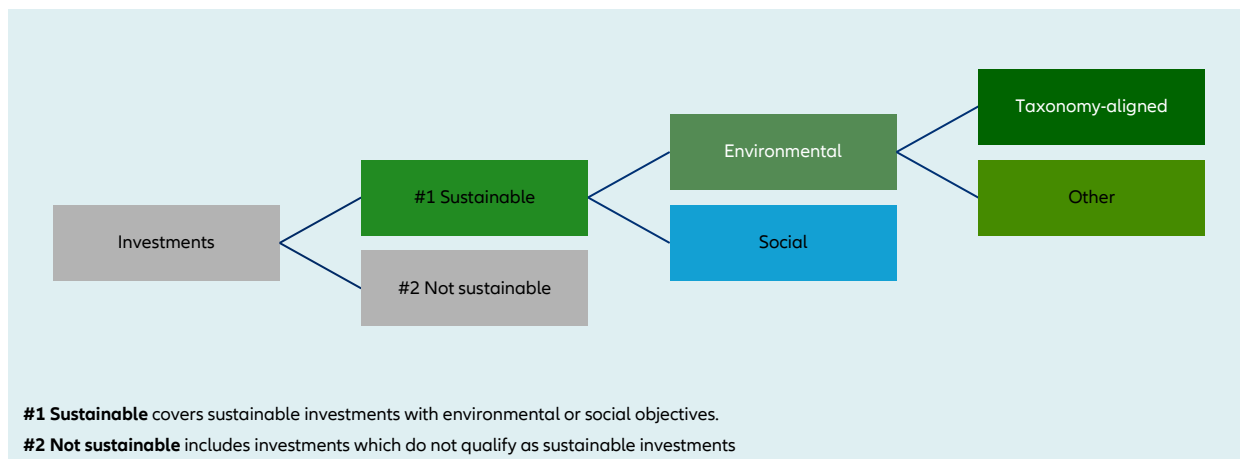 Taxonomy-aligned
Environmental
#1 Sustainable
Other
Investments
Social
#2 Not sustainable
#1 Sustainable covers sustainable investments with environmental or social objectives.
#2 Not sustainable includes investments which do not qualify as sustainable investments